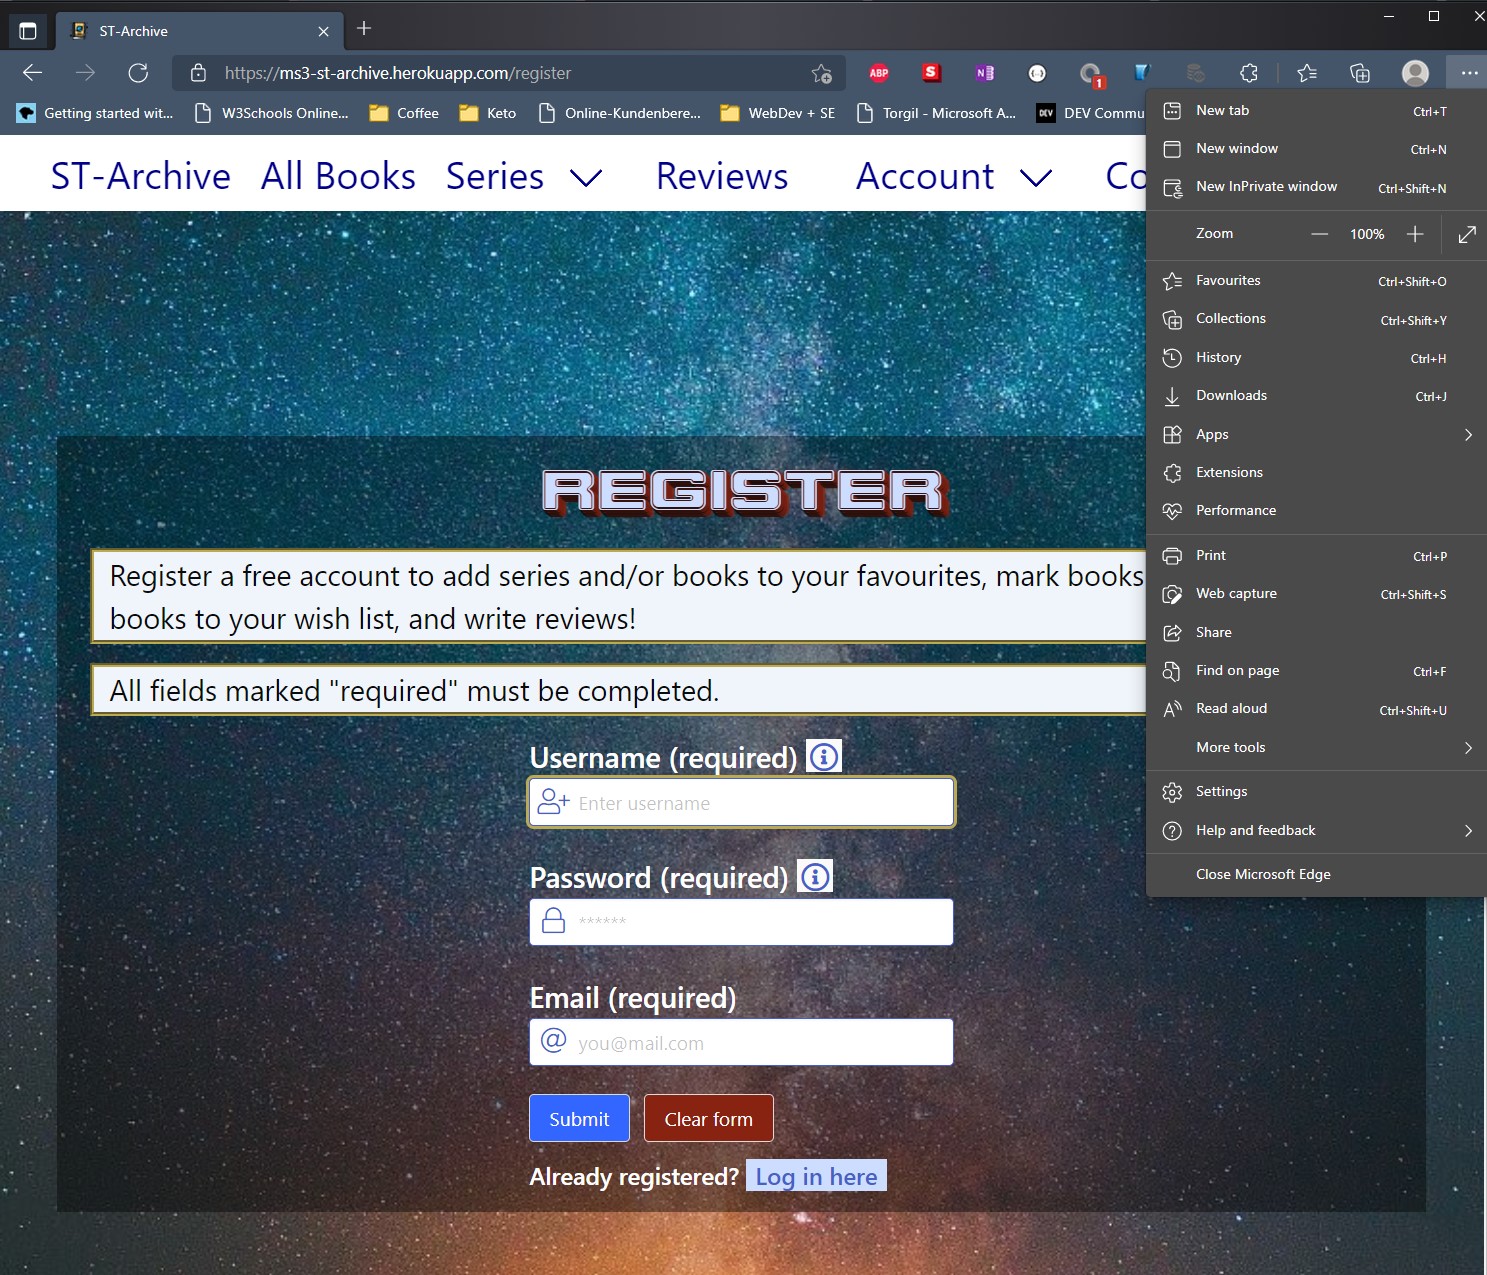 ST-Archive
https://ms3-st-archive.herokuapp.com/register
ABP S N 1
Getting started wit... W3Schools Online... Coffee Keto Online-Kundenbere... WebDev + SE Torgil - Microsoft A... DEV DEV Commu
ST-Archive All Books Series Reviews Account Co
New tab Ctrl+T
New window Ctrl+N
New InPrivate window Ctrl+Shift+N
Zoom 100%
Favourites Ctrl+Shift+O
Collections Ctrl+Shift+Y
History Ctrl+H
Downloads Ctrl+J
Apps
Extensions
Performance
Print Ctrl+P
Web capture Ctrl+Shift+S
Share
Find on page Ctrl+F
Read aloud Ctrl+Shift+U
More tools
Settings
Help and feedback
Close Microsoft Edge
REGISTER
Register a free account to add series and/or books to your favourites, mark books
books to your wish list, and write reviews!
All fields marked "required" must be completed.
Username (required)
Enter username
Password (required)
******
Email (required)
@ you@mail.com
Submit Clear form
Already registered? Log in here